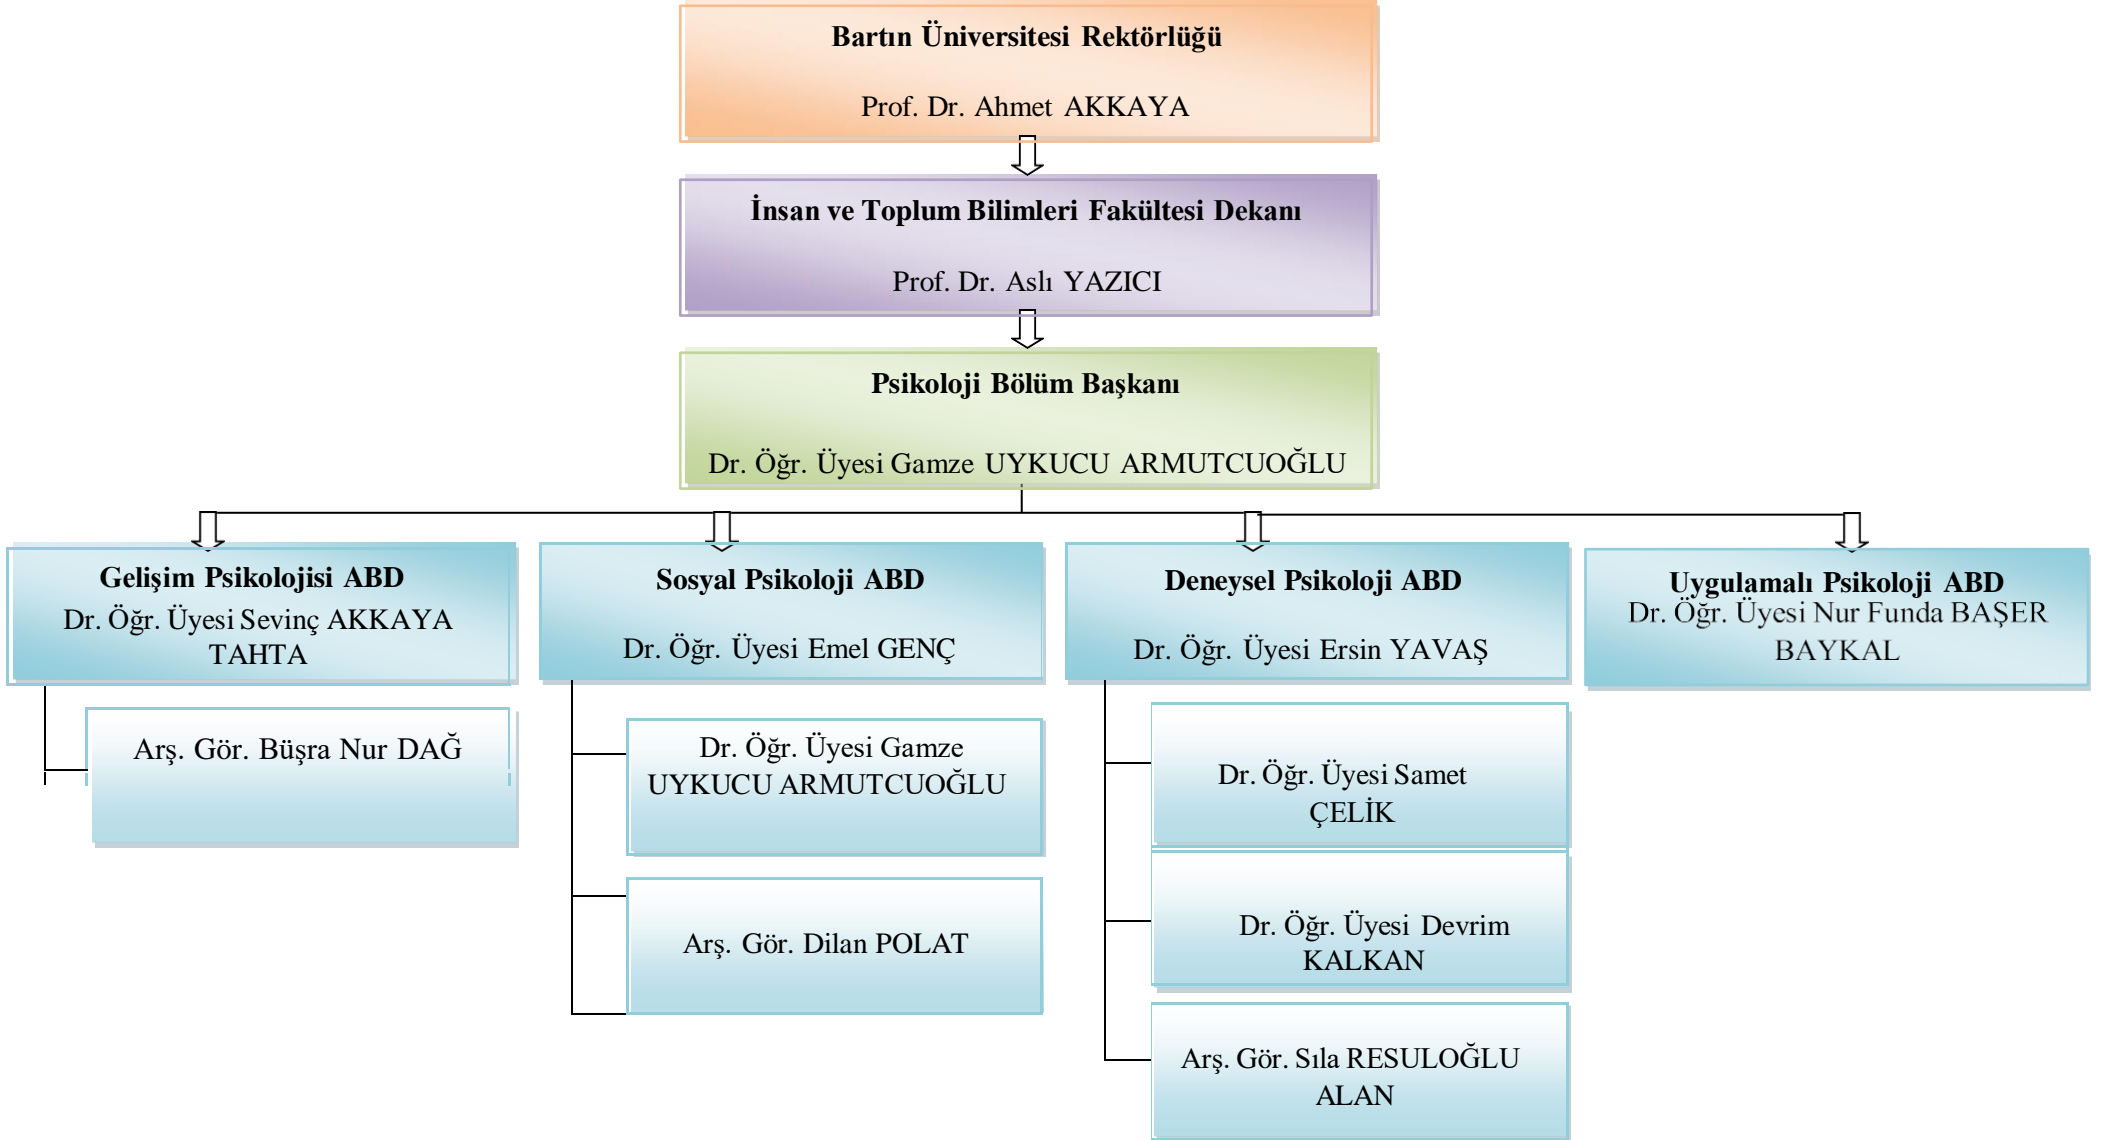 Bartın Üniversitesi Rektörlüğü
Prof. Dr. Ahmet AKKAYA
İnsan ve Toplum Bilimleri Fakültesi Dekanı
Prof. Dr. Aslı YAZICI
Psikoloji Bölüm Başkanı
Dr. Öğr. Üyesi Gamze UYKUCU ARMUTCUOĞLU
Gelişim Psikolojisi ABD
Dr. Öğr. Üyesi Sevinç AKKAYA
TAHTA
Arş. Gör. Büşra Nur DAĞ
Sosyal Psikoloji ABD
Dr. Öğr. Üyesi Emel GENÇ
Dr. Öğr. Üyesi Gamze
UYKUCU ARMUTCUOĞLU
Arş. Gör. Dilan POLAT
Deneysel Psikoloji ABD
Dr. Öğr. Üyesi Ersin YAVAŞ
Dr. Öğr. Üyesi Samet
ÇELİK
Dr. Öğr. Üyesi Devrim
KALKAN
Arş. Gör. Sıla RESULOĞLU
ALAN
Uygulamalı Psikoloji ABD
Dr. Öğr. Üyesi Nur Funda BAŞER
BAYKAL